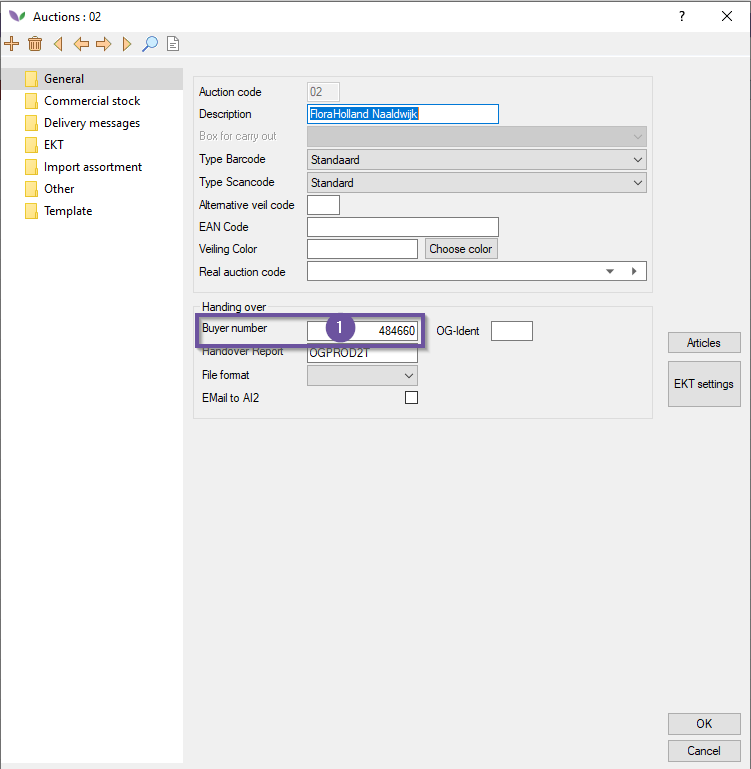 Auctions : 02
?
General
Commercial stock
Delivery messages
EKT
Import assortment
Other
Template
Auction code 02
Description FloraHolland Naaldwijk
Box for carry out
Type Barcode Standaard
Type Scancode Standard
Alternative veil code
EAN Code
Veiling Color Choose color
Real auction code
Handing over
Buyer number 1 484660 OG-Ident
Handover Report OGPROD2T
File format
EMail to AI2
Articles
EKT settings
OK
Cancel